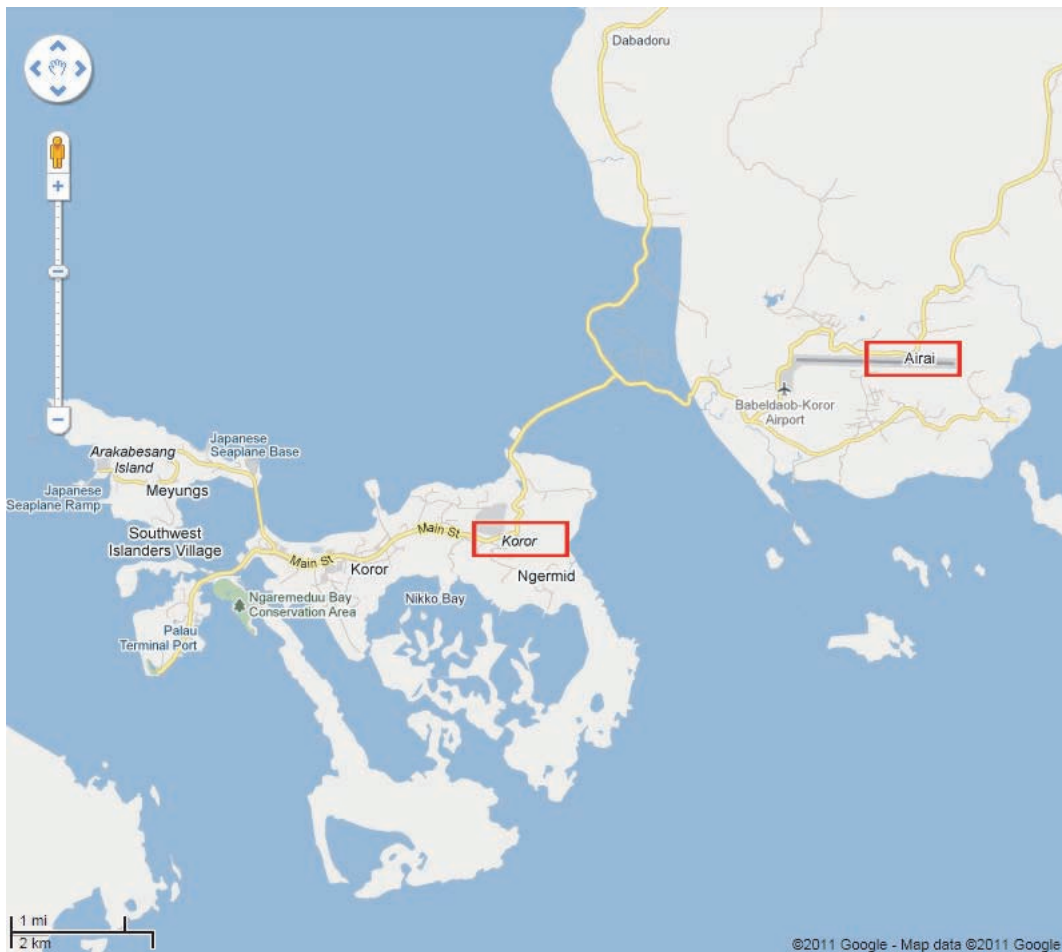 Dabadoru
Airai
Babeldaob-Koror
Airport
Japanese
Seaplane Base
Arakabesang
Island
Meyungs
Japanese
Seaplane Ramp
Southwest
Islanders Village
Main St
Koror
Main St
Koror
Ngermid
Nikko Bay
Ngaremeduu Bay
Conservation Area
Palau
Terminal Port
1 mi
2 km
©2011 Google - Map data ©2011 Google